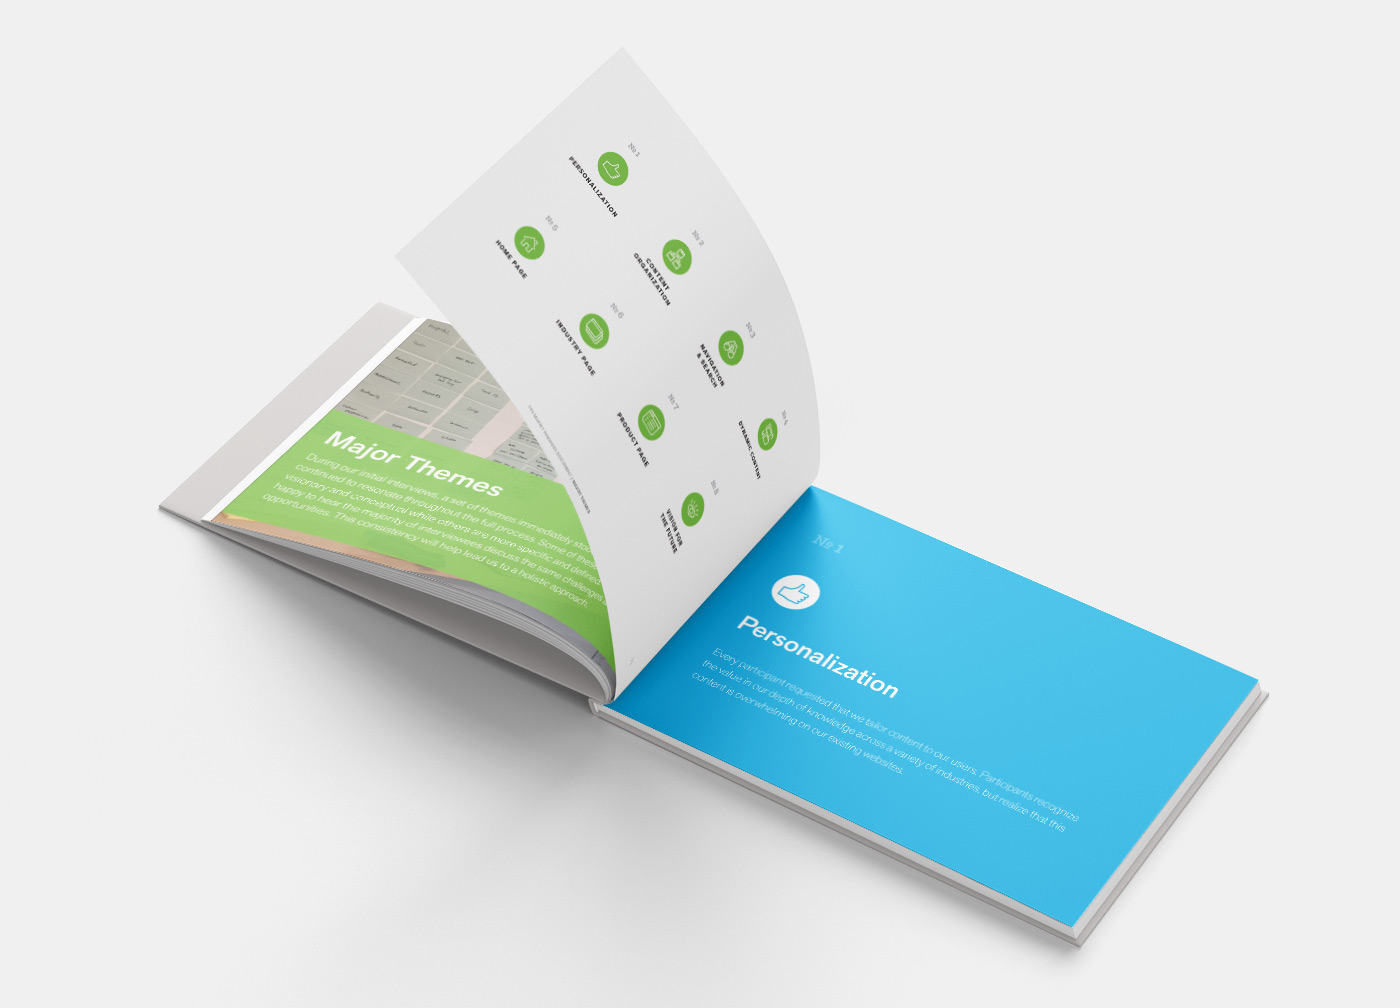 Major Themes
During our initial interviews, a set of themes immediately stood
continued to resonate throughout the full process. Some of these
visionary and conceptual while others are more specific and defined
happy to hear the majority of interviewees discuss the same challenges
opportunities. This consistency will help lead us to a holistic approach.
№ 1
PERSONALIZATION
№ 2
CONTENT
ORGANIZATION
№ 3
NAVIGATION
& SEARCH
№ 4
DYNAMIC CONTENT
№ 5
HOME PAGE
№ 6
INDUSTRY PAGE
№ 7
PRODUCT PAGE
№ 8
VISION FOR
THE FUTURE
№ 1
Personalization
Every participant requested that we tailor content to our users. Participants recognize
the value in our depth of knowledge across a variety of industries, but realize that this
content is overwhelming on our existing websites.